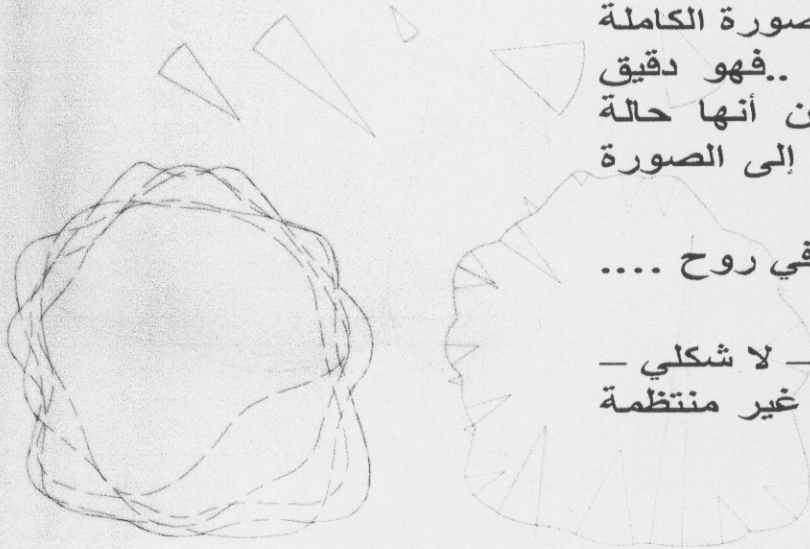 صورة الكاملة
..فهو دقيق
ن أنها حالة
إلى الصورة
في روح ....
– لا شكلي –
غير منتظمة